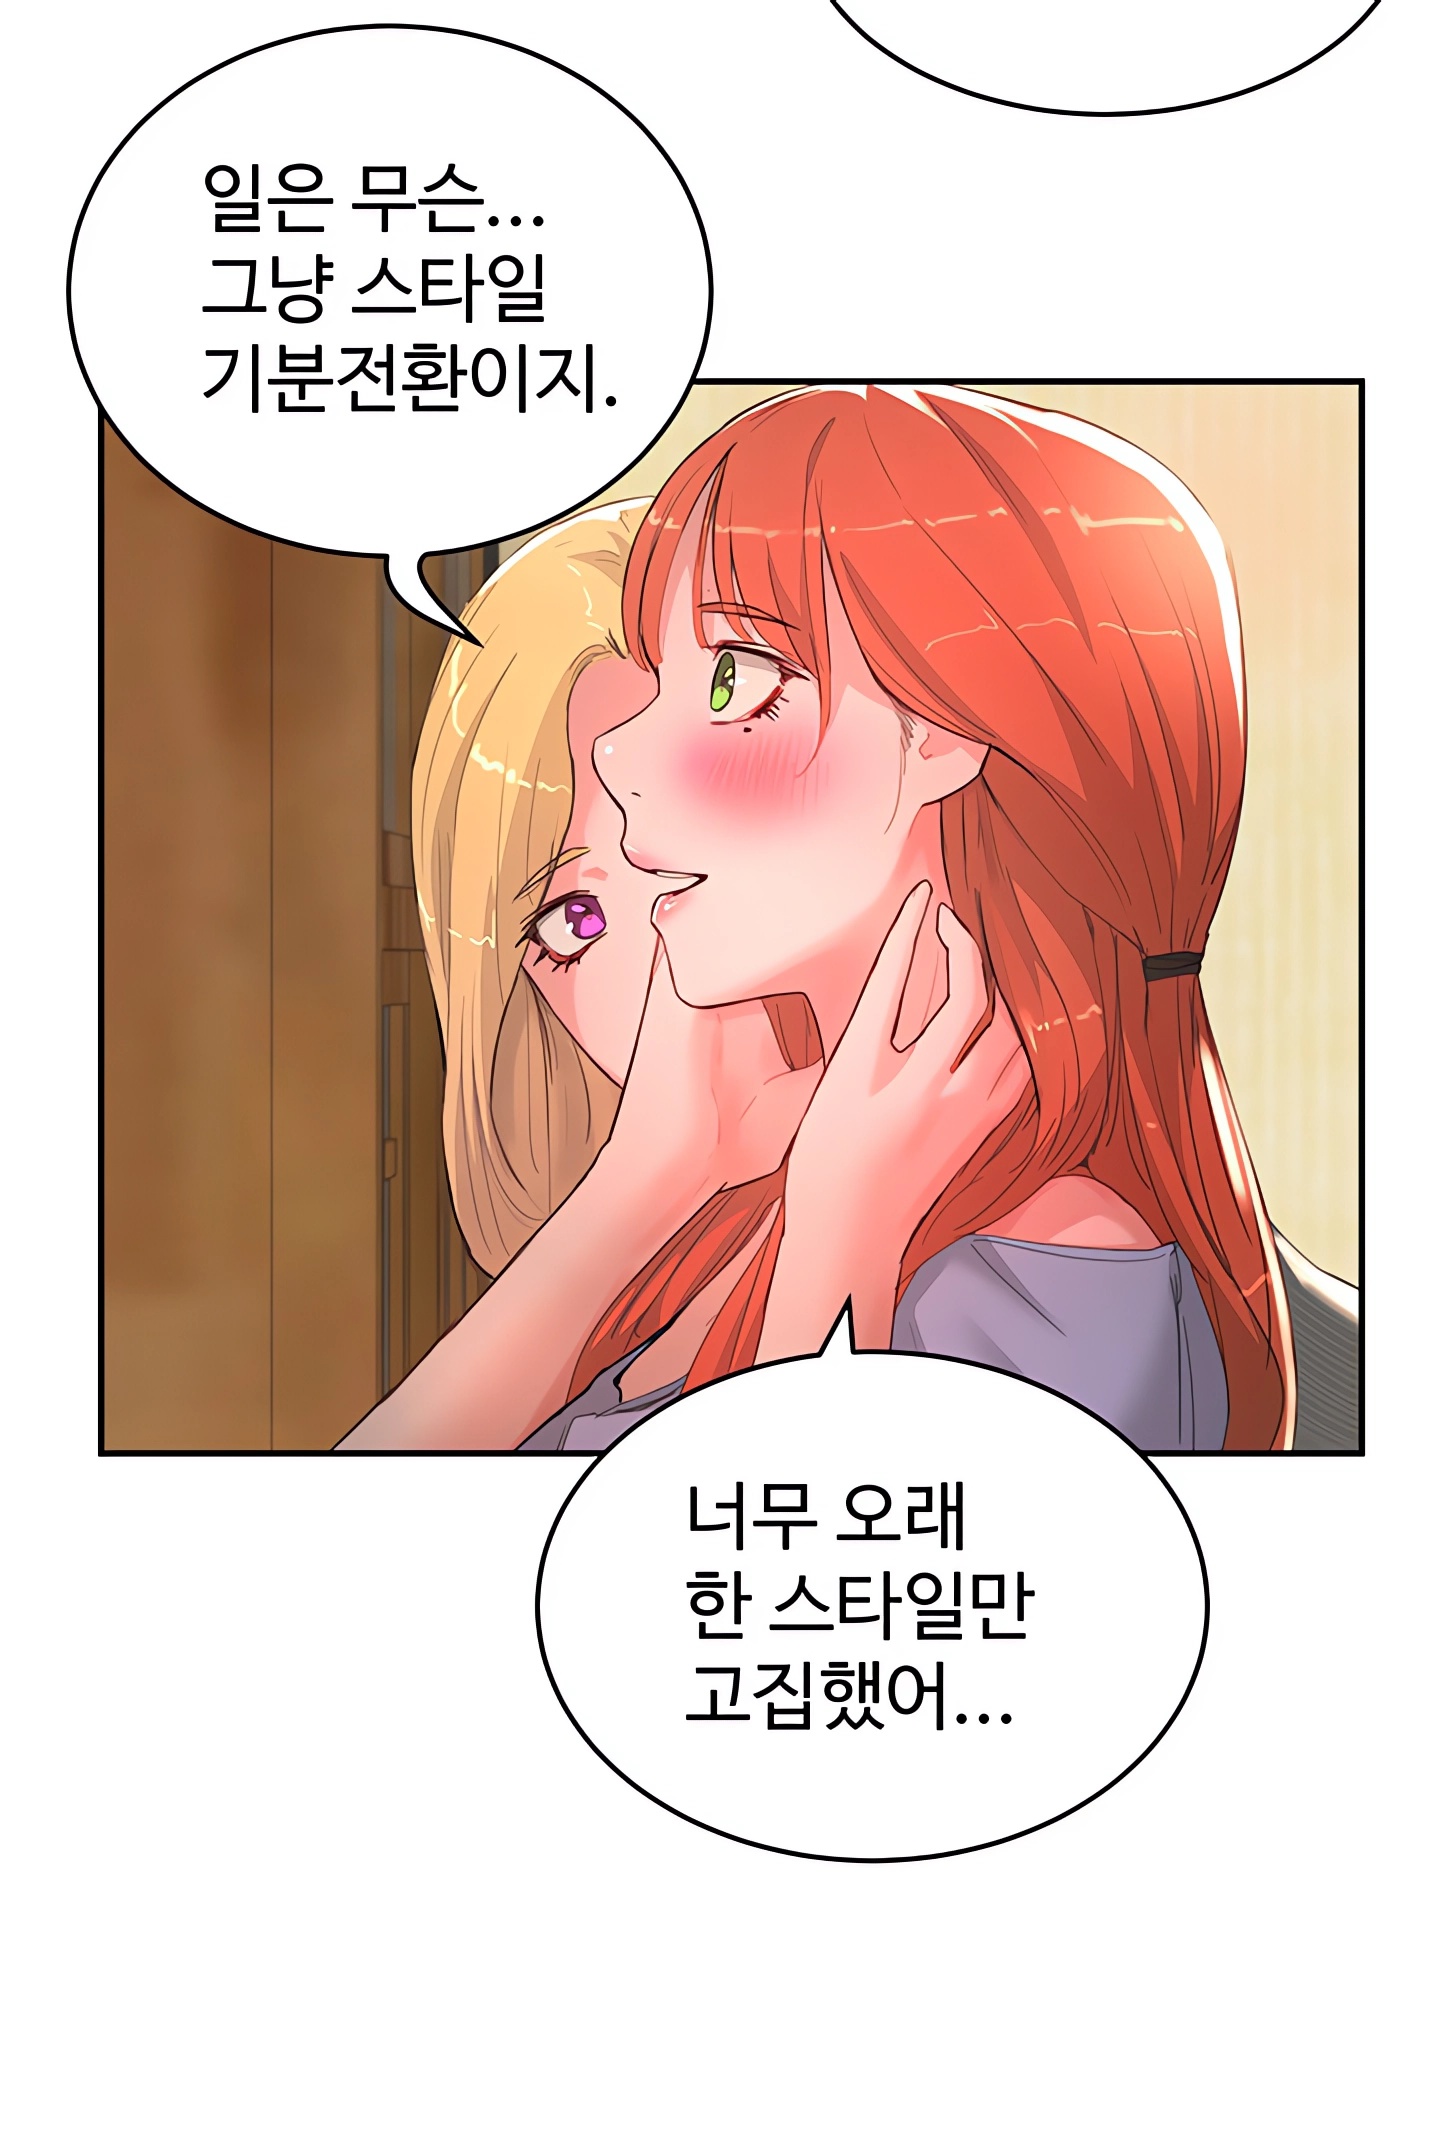 일은 무슨...
그냥 스타일
기분전환이지.
너무 오래
한 스타일만
고집했어...